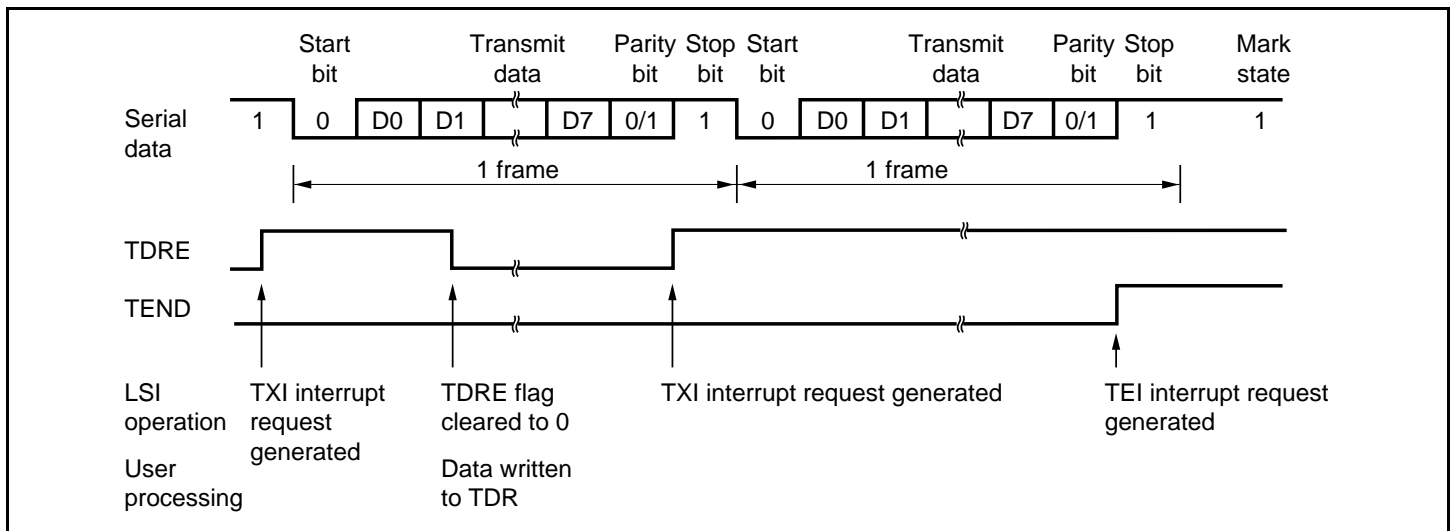 Start bit Transmit data Parity bit Stop bit Start bit Transmit data Parity bit Stop bit Mark state
Serial data
1 0 D0 D1 D7 0/1 1 0 D0 D1 D7 0/1 1 1
1 frame 1 frame
TDRE
TEND
LSI operation
TXI interrupt request generated
TDRE flag cleared to 0
TXI interrupt request generated
TEI interrupt request generated
User processing
Data written to TDR